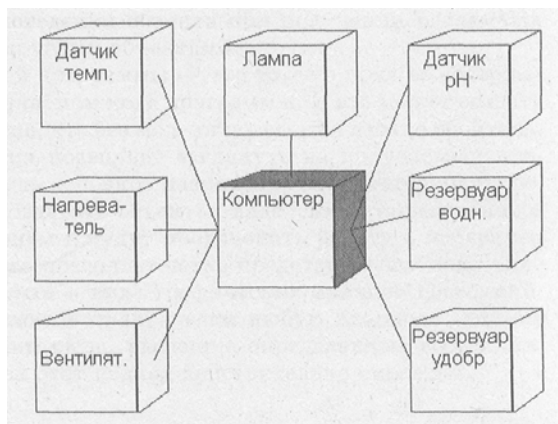 Датчик
темп.
Лампа
Датчик
pH
Нагрева-
тель
Компьютер
Резервуар
водн.
Вентилят.
Резервуар
удобр